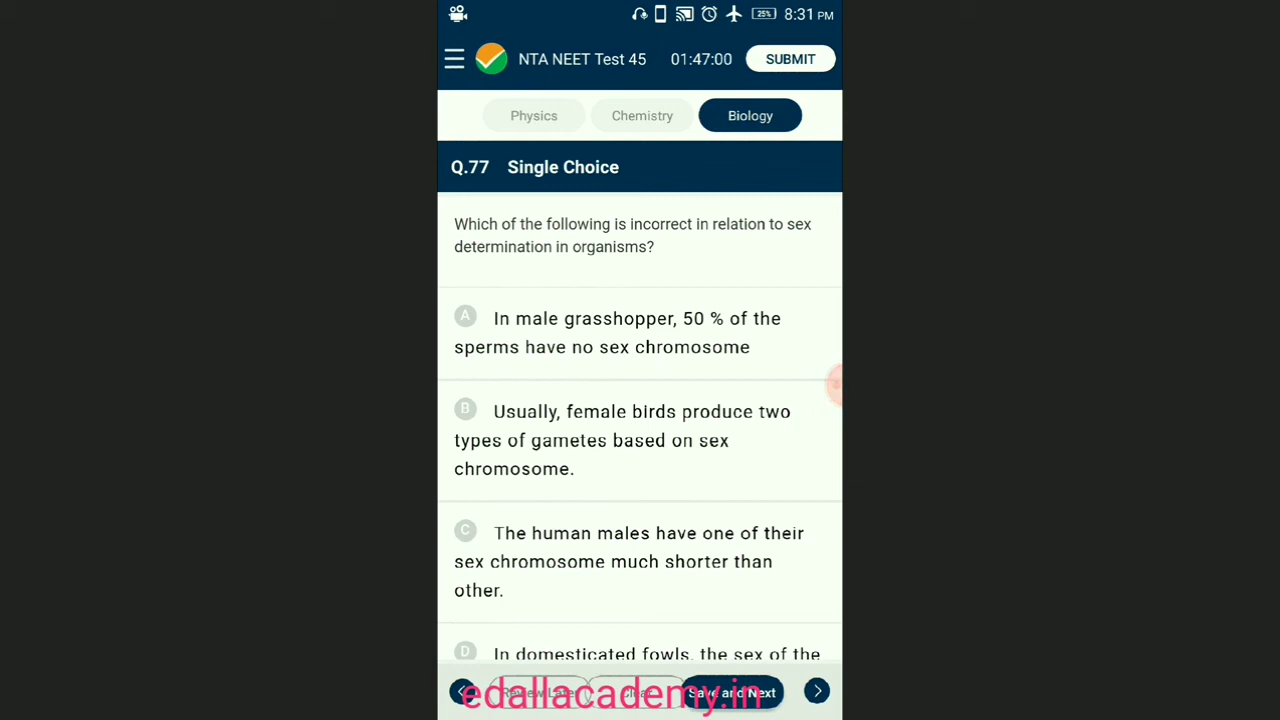 25%
8:31 PM
NTA NEET Test 45
01:47:00
SUBMIT
Physics
Chemistry
Biology
Q.77 Single Choice
Which of the following is incorrect in relation to sex
determination in organisms?
A In male grasshopper, 50 % of the
sperms have no sex chromosome
B Usually, female birds produce two
types of gametes based on sex
chromosome.
C The human males have one of their
sex chromosome much shorter than
other.
D In domesticated fowls, the sex of the
Review Later
Clear
Save and Next
edallacademy.in